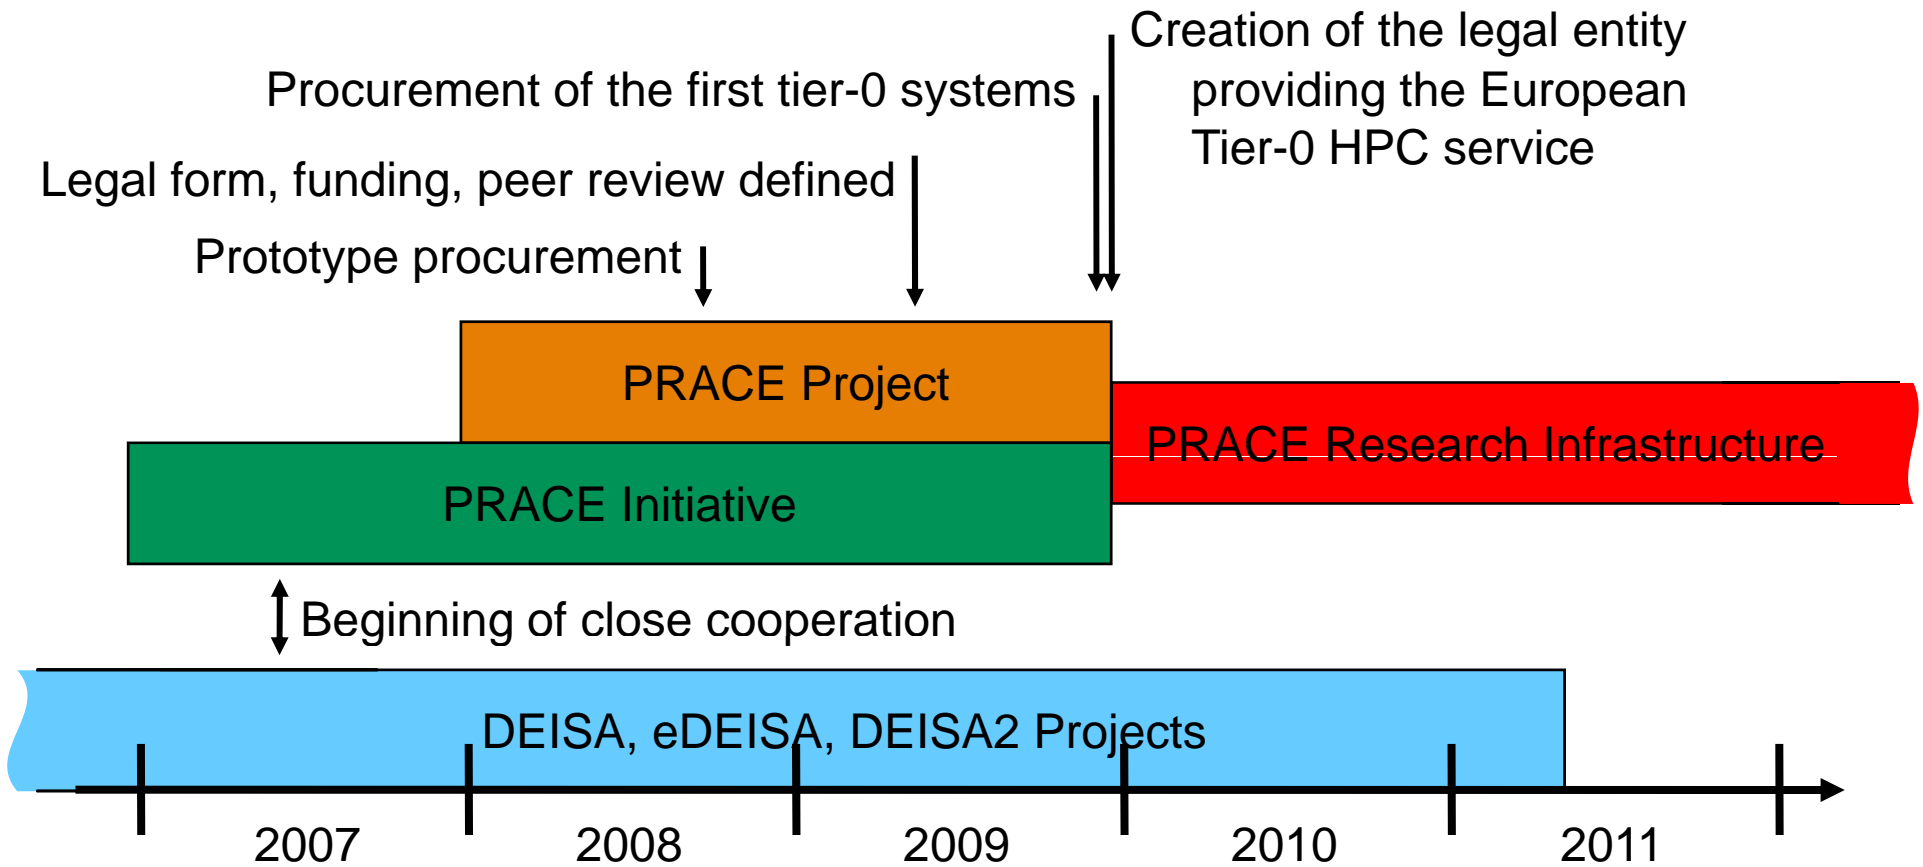 Creation of the legal entity
providing the European
Tier-0 HPC service
Procurement of the first tier-0 systems
Legal form, funding, peer review defined
Prototype procurement
PRACE Project
PRACE Research Infrastructure
PRACE Initiative
Beginning of close cooperation
DEISA, eDEISA, DEISA2 Projects
2007 2008 2009 2010 2011